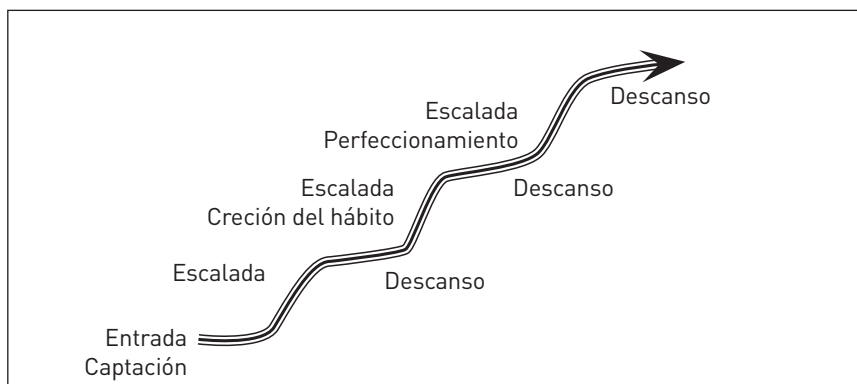 Descanso
Escalada
Perfeccionamiento
Descanso
Escalada
Creción del hábito
Escalada
Descanso
Entrada
Captación